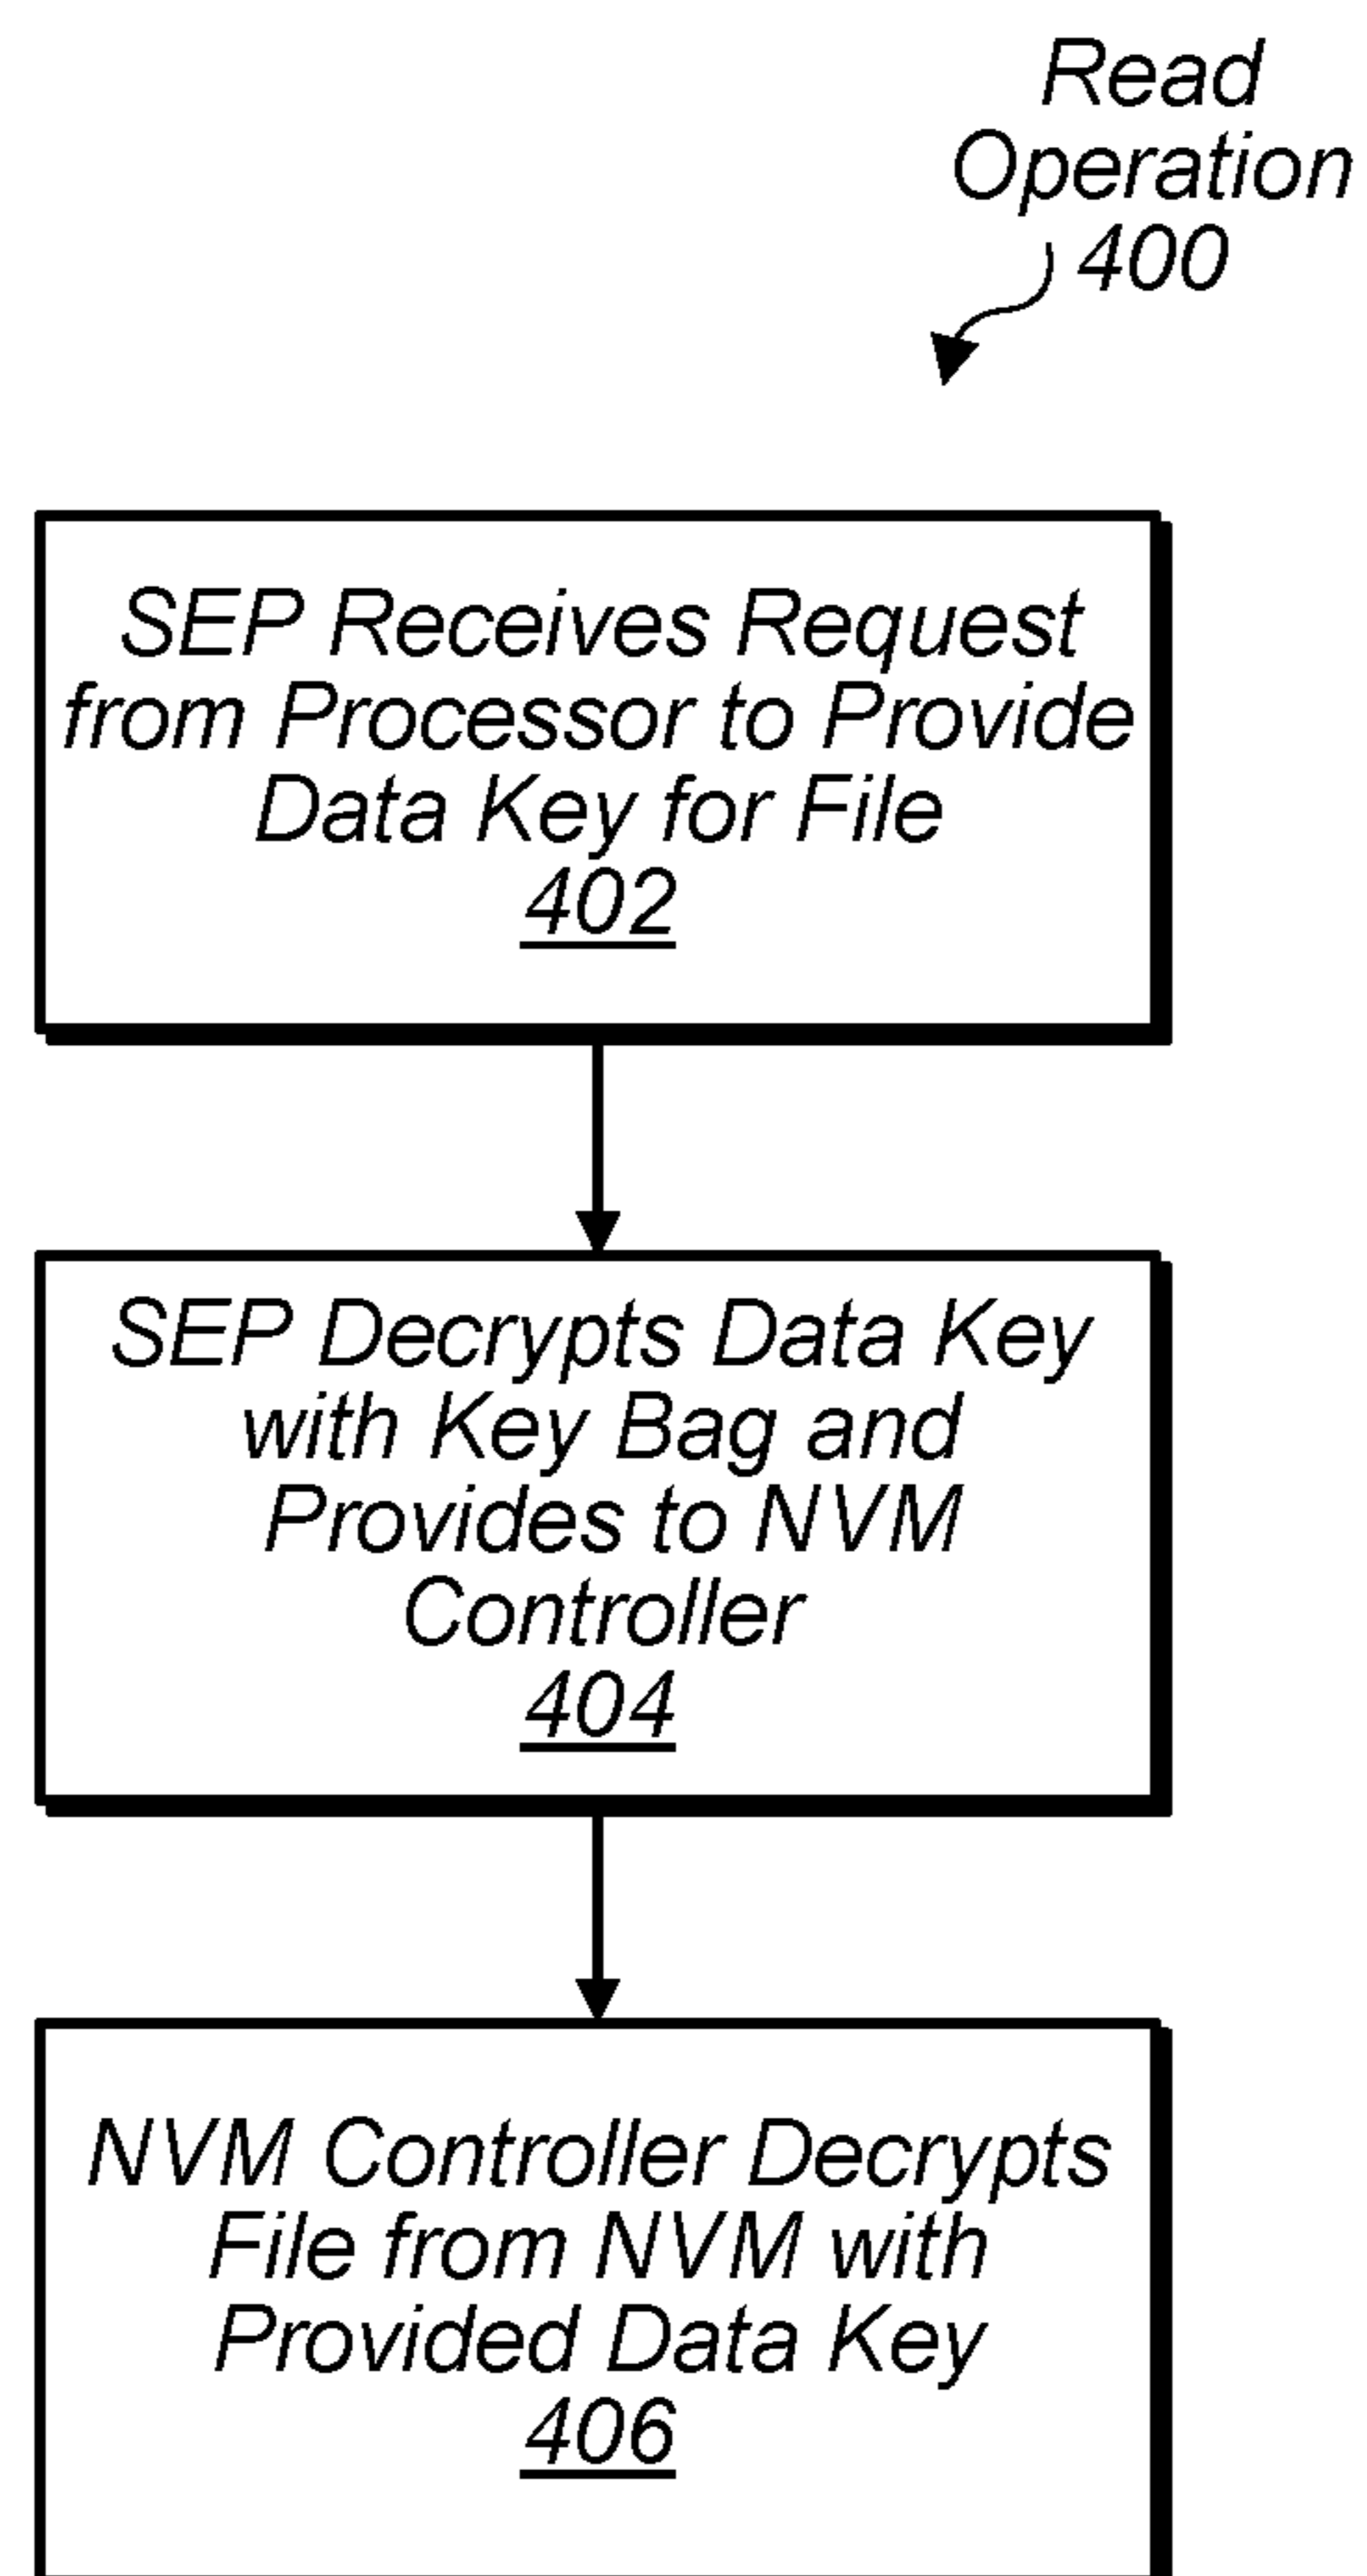 Read
Operation
400
SEP Receives Request
from Processor to Provide
Data Key for File
402
SEP Decrypts Data Key
with Key Bag and
Provides to NVM
Controller
404
NVM Controller Decrypts
File from NVM with
Provided Data Key
406